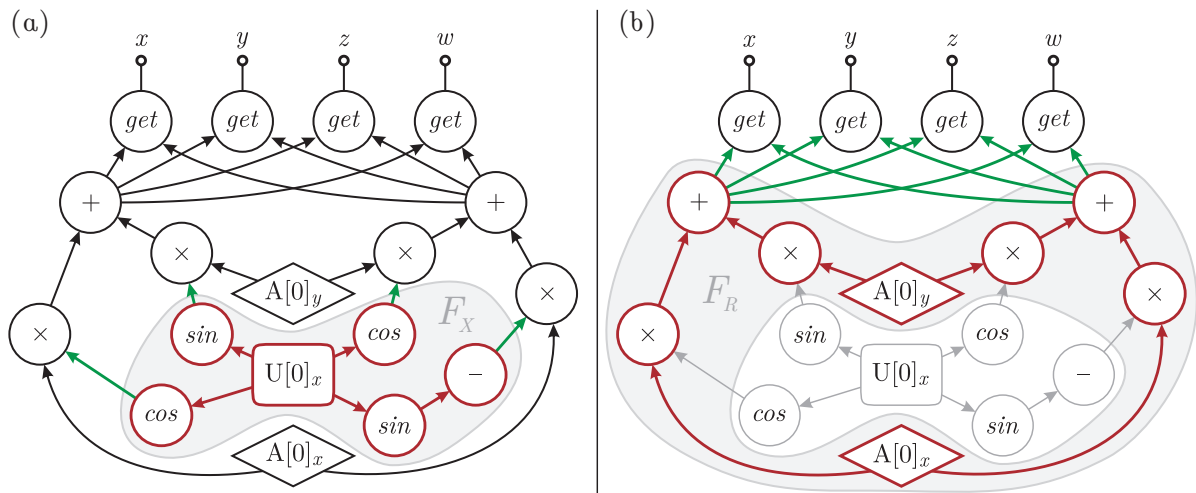 (a)
x y z w
get get get get
+ +
× ×
A[0]y
× ×
sin cos
F_X
U[0]x
−
cos sin
A[0]x
(b)
x y z w
get get get get
+ +
× ×
A[0]y
F_R
× ×
sin cos
U[0]x
−
cos sin
A[0]x